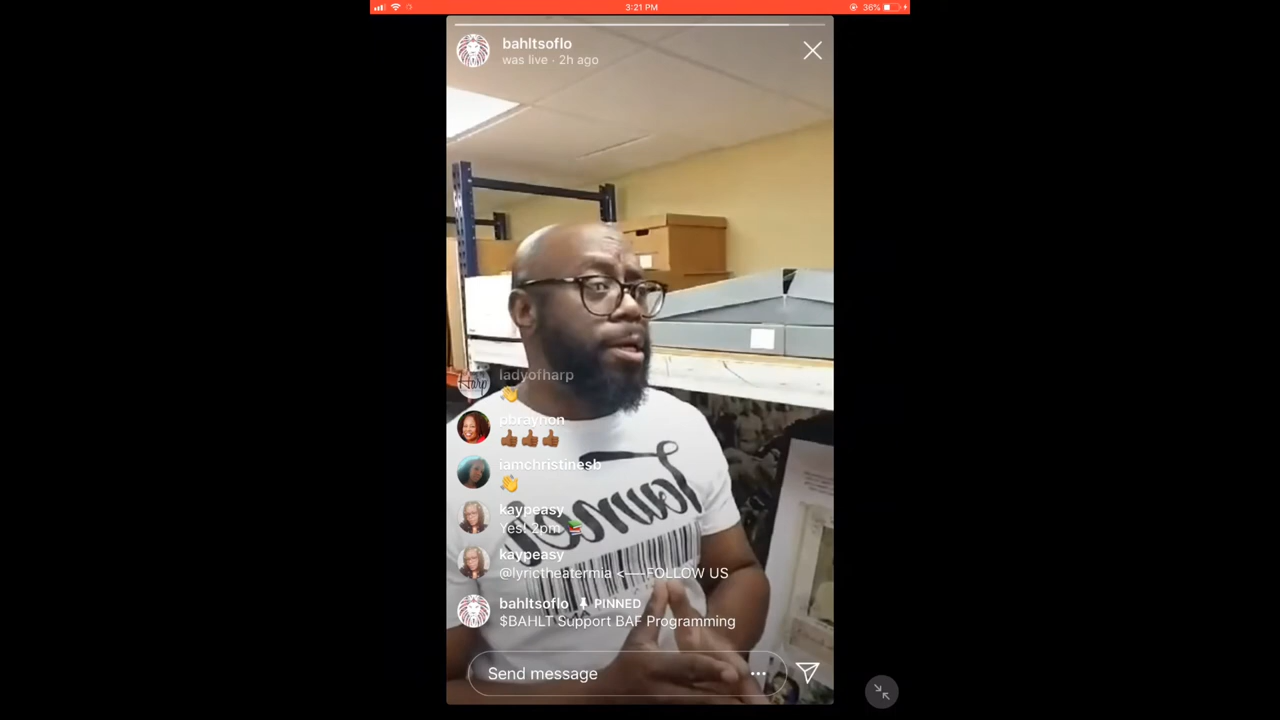 3:21 PM
36%
bahltsoflo
was live · 2h ago
ladyofharp
👏
pbraynon
👍🏾👍🏾👍🏾
iamchristinesb
👏
kaypeasy
Yes! 2pm 📚
kaypeasy
@lyrictheatermia <—-FOLLOW US
bahltsoflo PINNED
$BAHLT Support BAF Programming
Send message